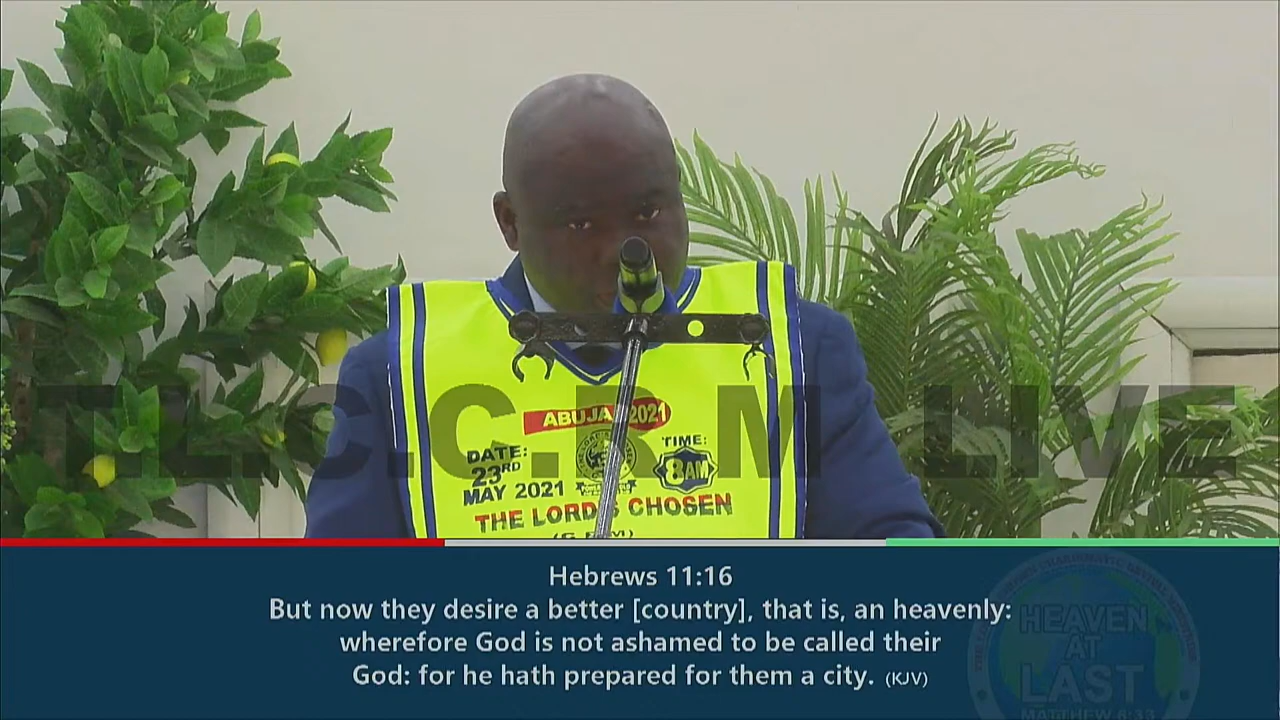 ABUJA 2021
DATE:
23RD
MAY 2021
TIME:
8AM
THE LORD'S CHOSEN
T.L.C.C.R.M LIVE
Hebrews 11:16
But now they desire a better [country], that is, an heavenly:
wherefore God is not ashamed to be called their
God: for he hath prepared for them a city. (KJV)
HEAVEN
AT
LAST